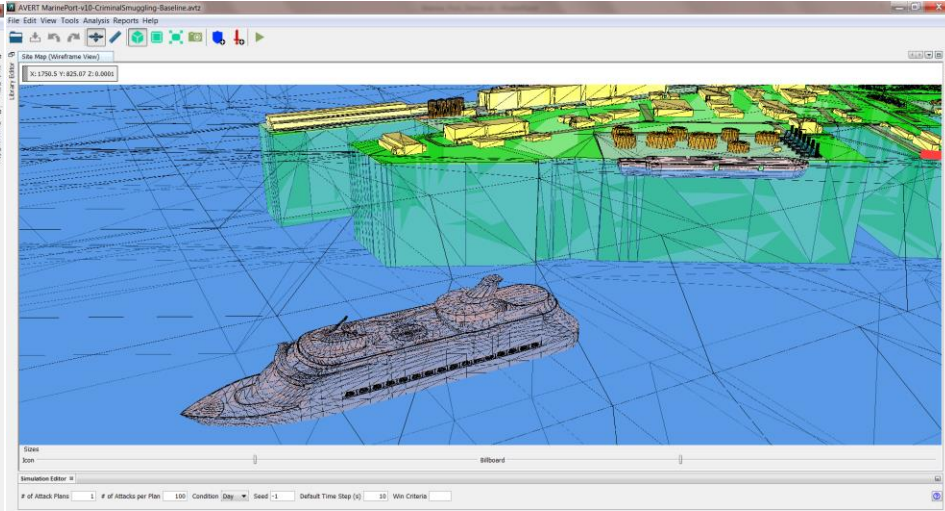 AVERT MarinePort-v10-CriminalSmuggling-Baseline.avtz
File Edit View Tools Analysis Reports Help
Site Map (Wireframe View)
X: 1750.5 Y: 825.07 Z: 0.0001
Library Editor
Sizes
Icon Billboard
Simulation Editor
# of Attack Plans 1 # of Attacks per Plan 100 Condition Day Seed -1 Default Time Step (s) 10 Win Criteria